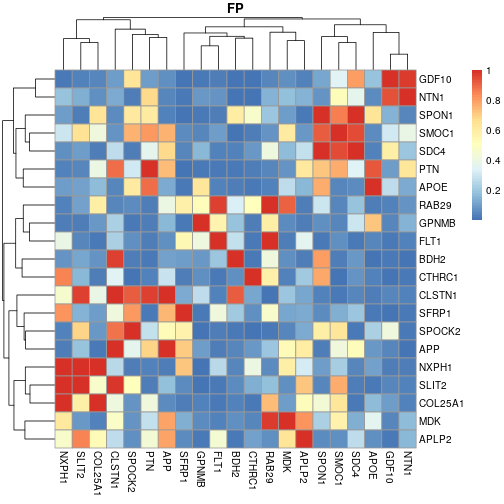 FP
GDF10
NTN1
SPON1
SMOC1
SDC4
PTN
APOE
RAB29
GPNMB
FLT1
BDH2
CTHRC1
CLSTN1
SFRP1
SPOCK2
APP
NXPH1
SLIT2
COL25A1
MDK
APLP2
1
0.8
0.6
0.4
0.2
NXPH1
SLIT2
COL25A1
CLSTN1
SPOCK2
PTN
APP
SFRP1
GPNMB
FLT1
BDH2
CTHRC1
RAB29
MDK
APLP2
SPON1
SMOC1
SDC4
APOE
GDF10
NTN1